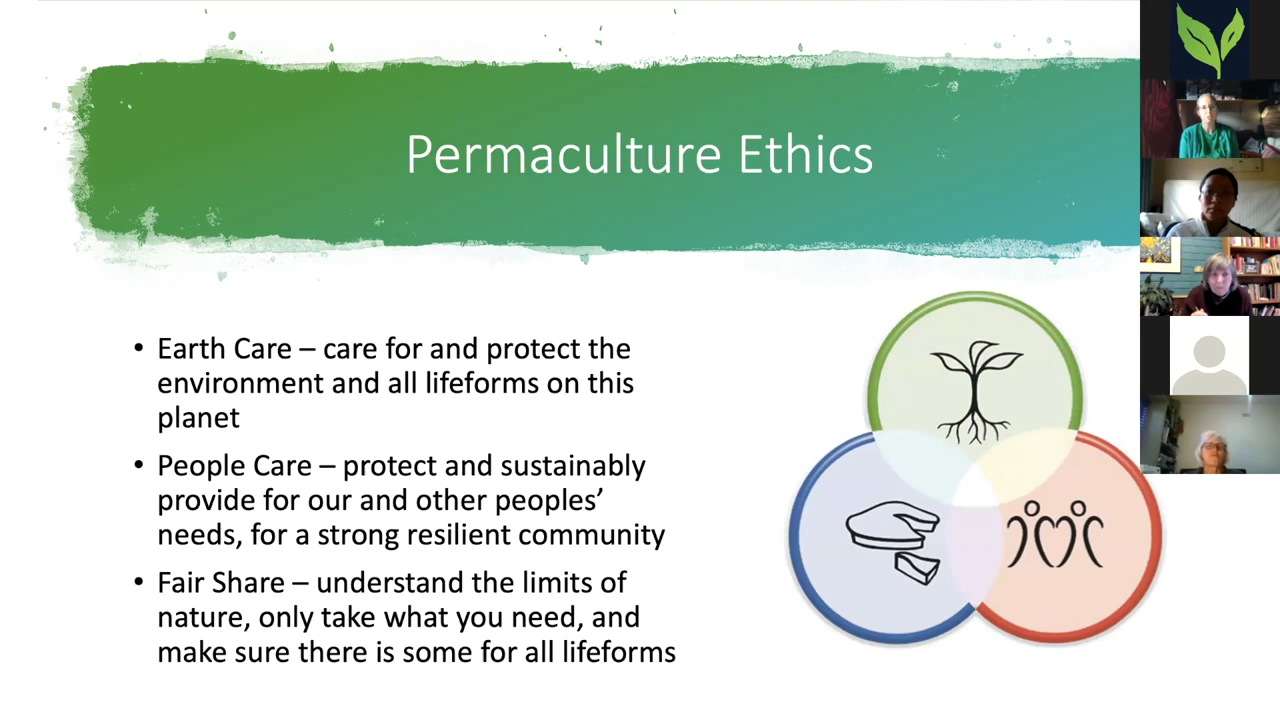 Permaculture Ethics
• Earth Care – care for and protect the
environment and all lifeforms on this
planet
• People Care – protect and sustainably
provide for our and other peoples’
needs, for a strong resilient community
• Fair Share – understand the limits of
nature, only take what you need, and
make sure there is some for all lifeforms